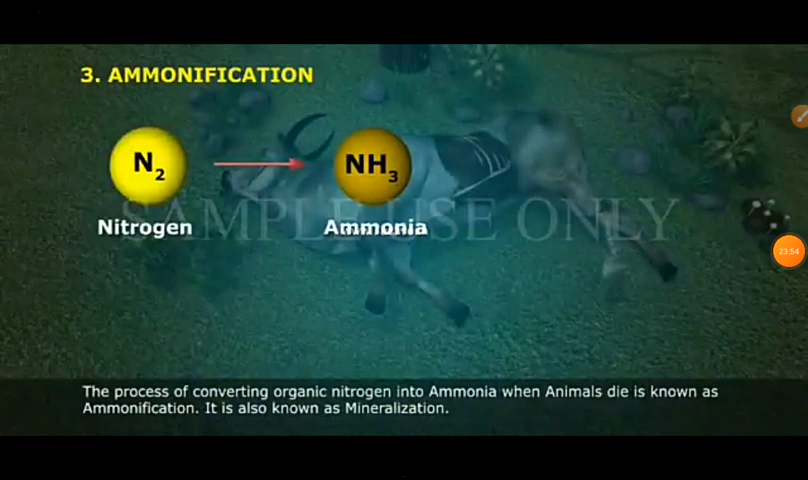 3. AMMONIFICATION
N2 NH3
Nitrogen Ammonia
SAMPLE USE ONLY
23:54
The process of converting organic nitrogen into Ammonia when Animals die is known as
Ammonification. It is also known as Mineralization.